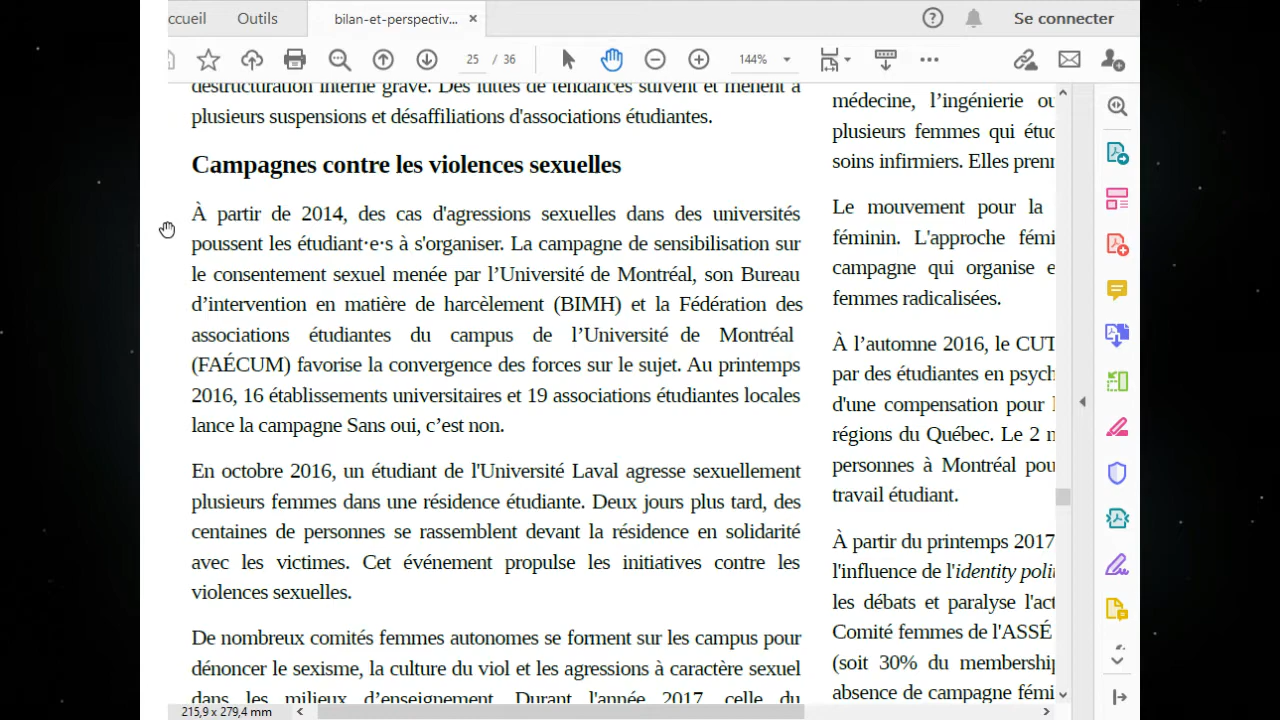 ccueil
Outils
bilan-et-perspectiv...
Se connecter
25 / 36
144%
destructuration interne grave. Des luttes de tendances suivent et mènent à
plusieurs suspensions et désaffiliations d'associations étudiantes.
Campagnes contre les violences sexuelles
À partir de 2014, des cas d'agressions sexuelles dans des universités
poussent les étudiant·e·s à s'organiser. La campagne de sensibilisation sur
le consentement sexuel menée par l’Université de Montréal, son Bureau
d’intervention en matière de harcèlement (BIMH) et la Fédération des
associations étudiantes du campus de l’Université de Montréal
(FAÉCUM) favorise la convergence des forces sur le sujet. Au printemps
2016, 16 établissements universitaires et 19 associations étudiantes locales
lance la campagne Sans oui, c’est non.
En octobre 2016, un étudiant de l'Université Laval agresse sexuellement
plusieurs femmes dans une résidence étudiante. Deux jours plus tard, des
centaines de personnes se rassemblent devant la résidence en solidarité
avec les victimes. Cet événement propulse les initiatives contre les
violences sexuelles.
De nombreux comités femmes autonomes se forment sur les campus pour
dénoncer le sexisme, la culture du viol et les agressions à caractère sexuel
dans les milieux d’enseignement. Durant l'année 2017, celle du
médecine, l’ingénierie ou
plusieurs femmes qui étu
soins infirmiers. Elles prenn
Le mouvement pour la
féminin. L'approche fémi
campagne qui organise e
femmes radicalisées.
À l’automne 2016, le CUT
par des étudiantes en psych
d'une compensation pour l
régions du Québec. Le 2 n
personnes à Montréal pou
travail étudiant.
À partir du printemps 2017
l'influence de l'identity poli
les débats et paralyse l'act
Comité femmes de l'ASSÉ
(soit 30% du membership
absence de campagne fémi
215,9 x 279,4 mm